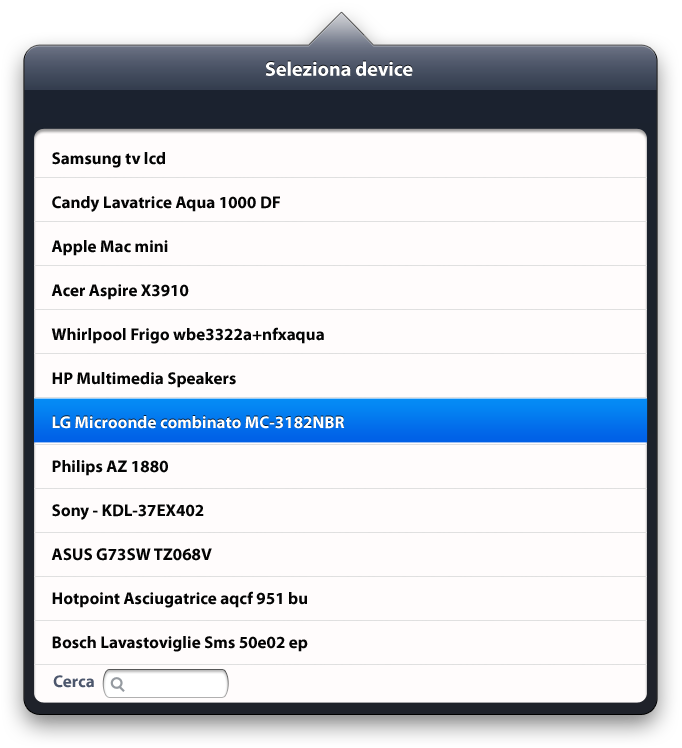 Seleziona device
Samsung tv lcd
Candy Lavatrice Aqua 1000 DF
Apple Mac mini
Acer Aspire X3910
Whirlpool Frigo wbe3322a+nfxaqua
HP Multimedia Speakers
LG Microonde combinato MC-3182NBR
Philips AZ 1880
Sony - KDL-37EX402
ASUS G73SW TZ068V
Hotpoint Asciugatrice aqcf 951 bu
Bosch Lavastoviglie Sms 50e02 ep
Cerca